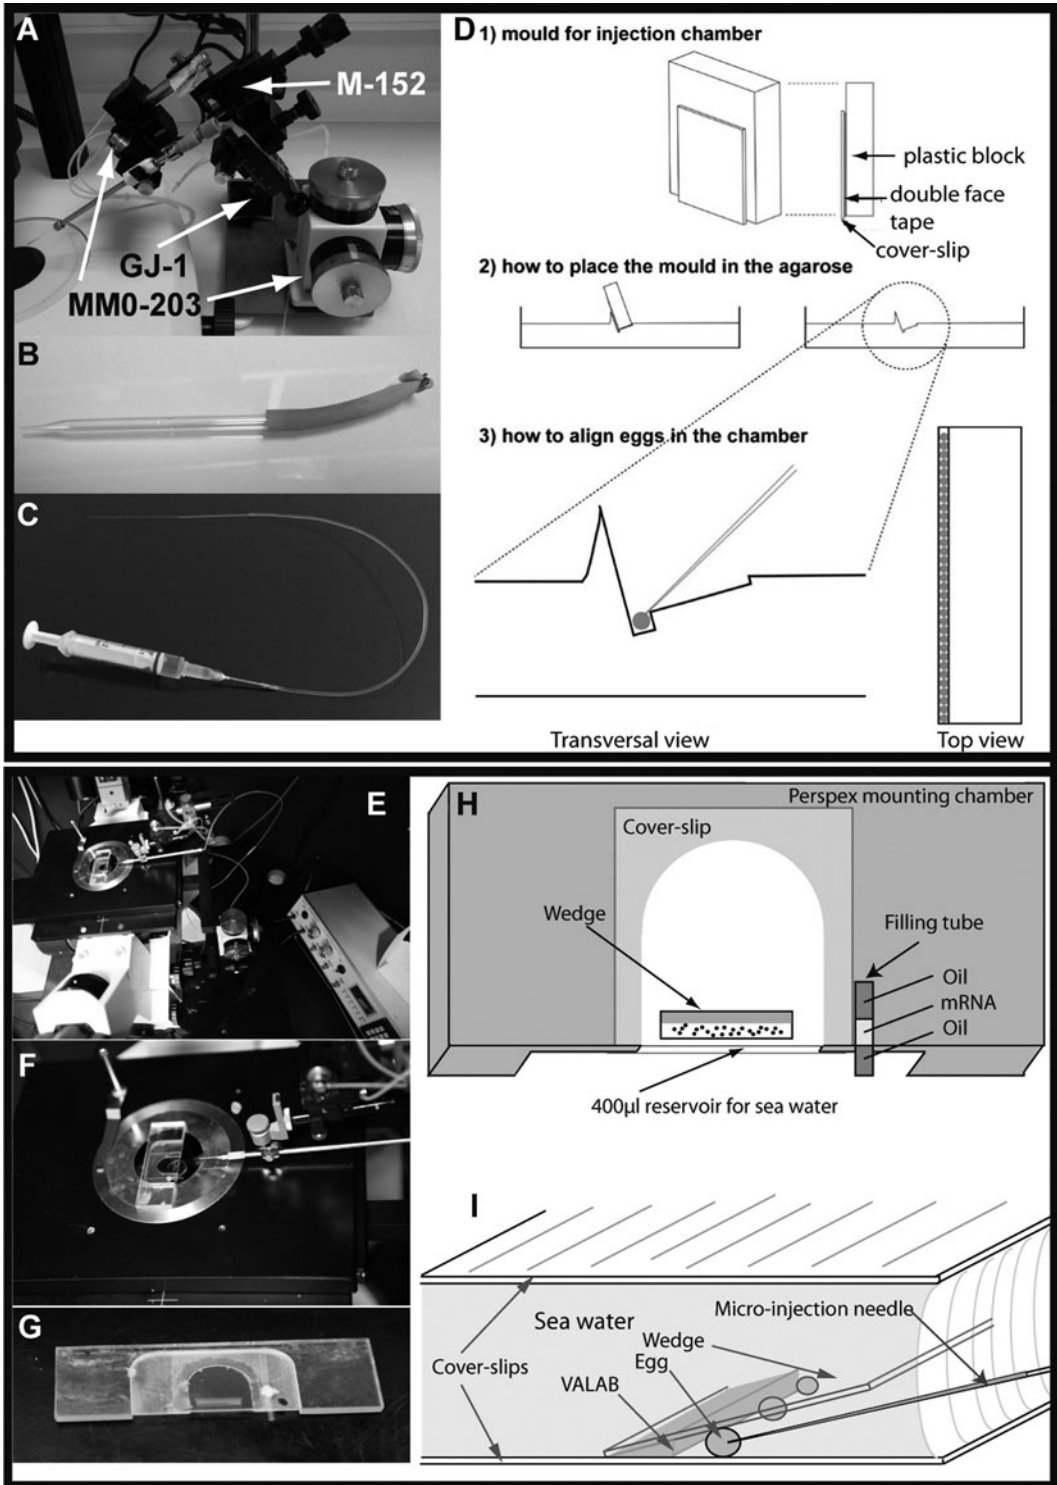 A
M-152
GJ-1
MM0-203
B
C
D 1) mould for injection chamber
plastic block
double face
tape
cover-slip
2) how to place the mould in the agarose
3) how to align eggs in the chamber
Transversal view
Top view
E
F
G
H
Perspex mounting chamber
Cover-slip
Wedge
Filling tube
Oil
mRNA
Oil
400µl reservoir for sea water
I
Sea water
Micro-injection needle
Wedge
Egg
Cover-slips
VALAB